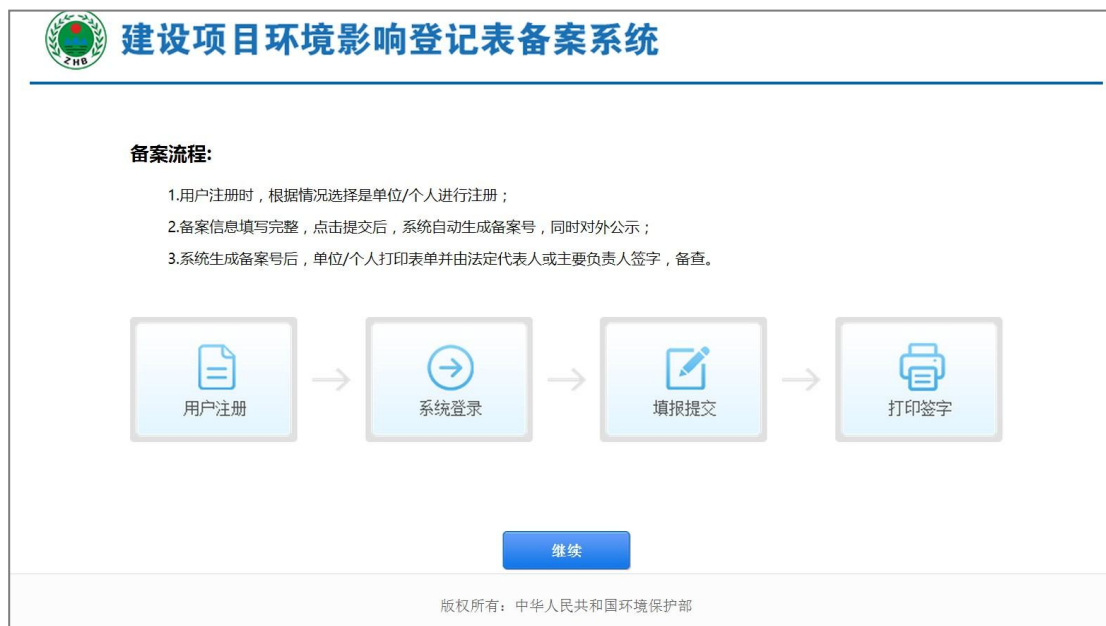 ZHB
建设项目环境影响登记表备案系统
备案流程:
1.用户注册时，根据情况选择是单位/个人进行注册；
2.备案信息填写完整，点击提交后，系统自动生成备案号，同时对外公示；
3.系统生成备案号后，单位/个人打印表单并由法定代表人或主要负责人签字，备查。
用户注册
系统登录
填报提交
打印签字
继续
版权所有：中华人民共和国环境保护部